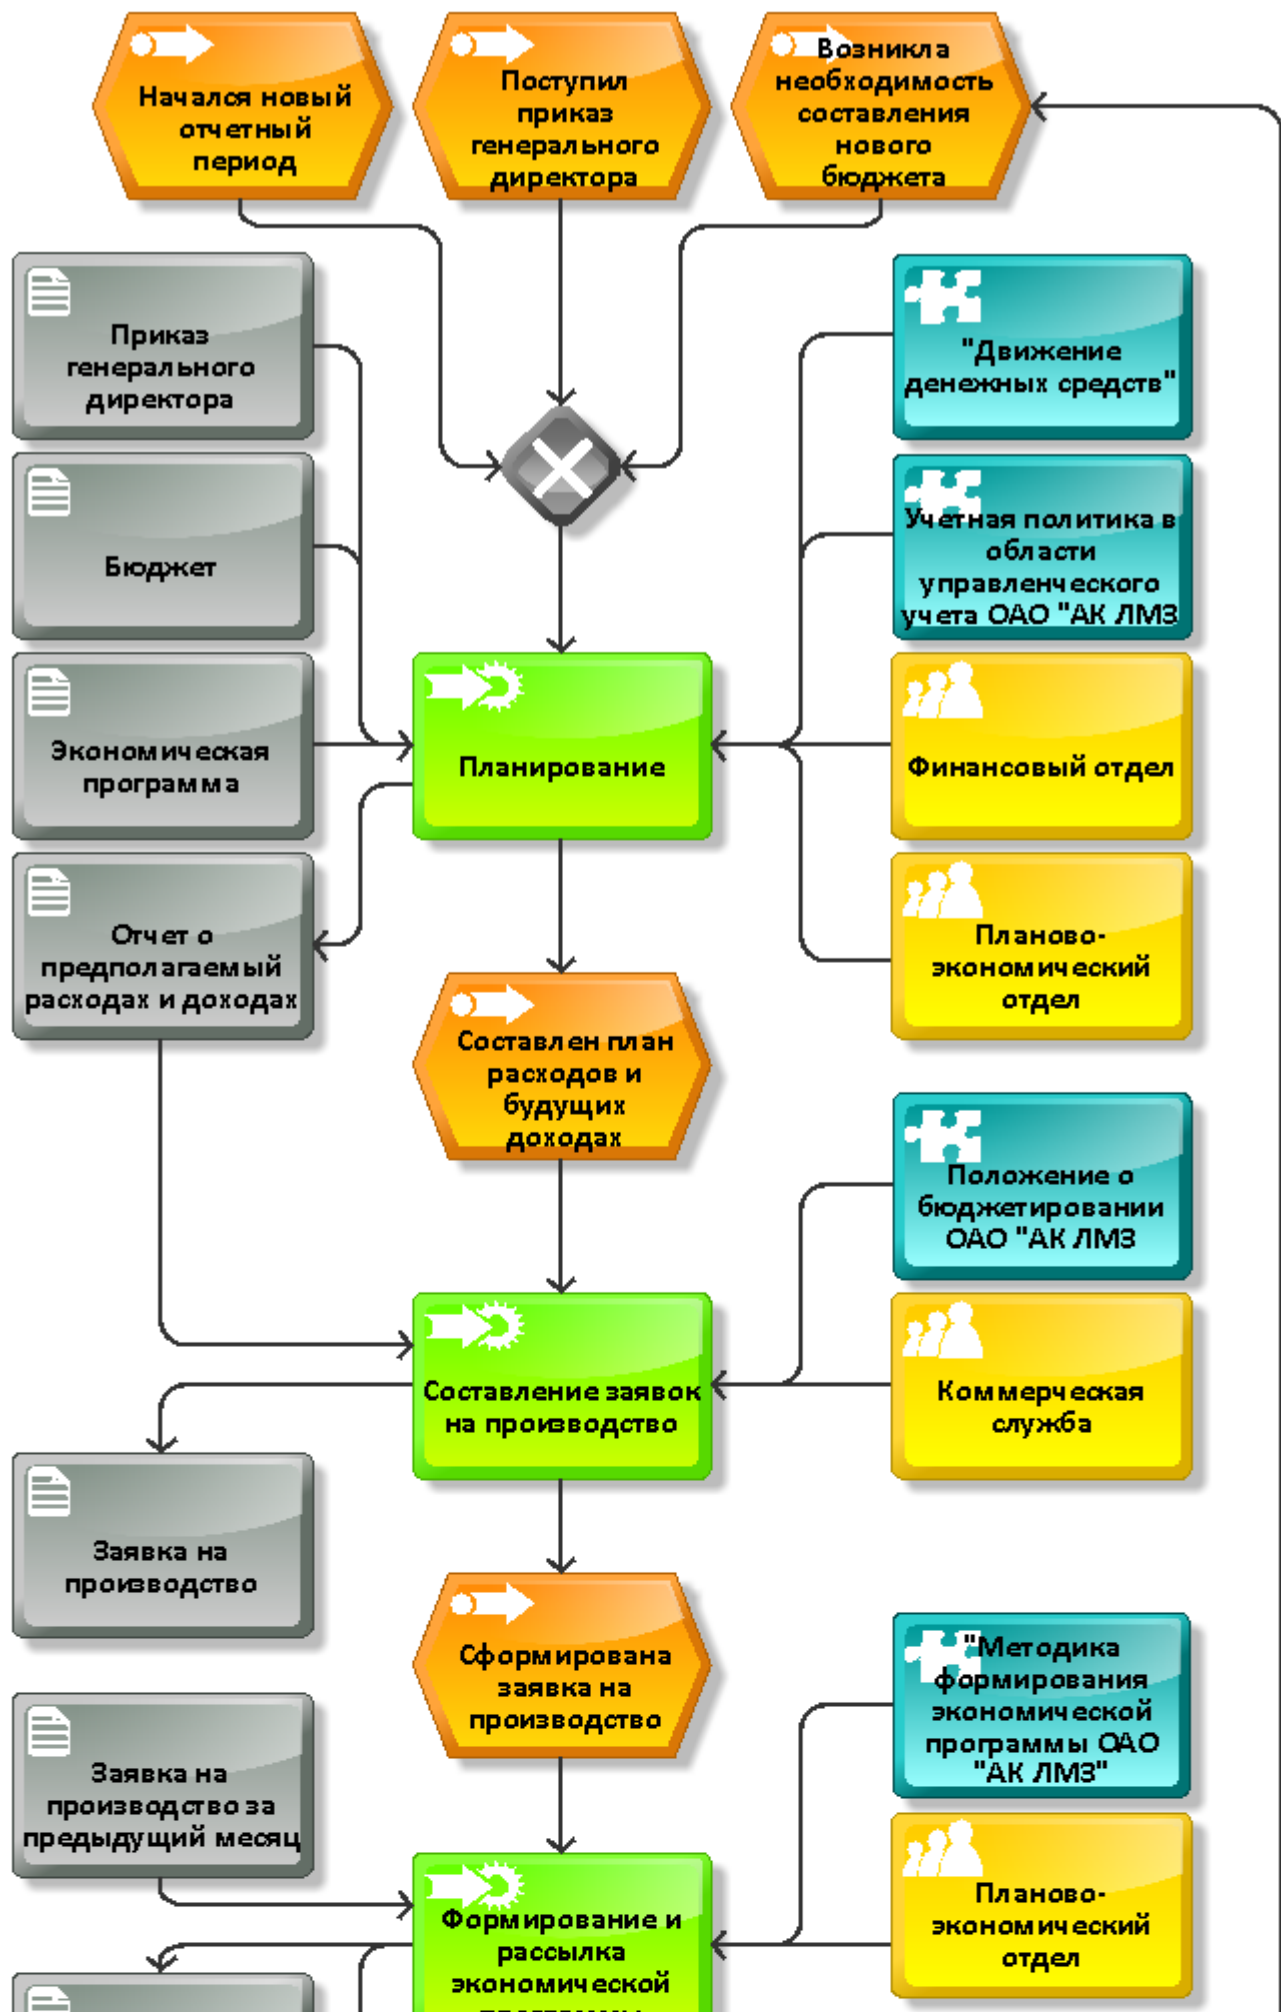 Начался новый
отчетный
период
Поступил
приказ
генерального
директора
Возникла
необходимость
составления
нового
бюджета
Приказ
генерального
директора
"Движение
денежных средств"
Бюджет
Учетная политика в
области
управленческого
учета ОАО "АК ЛМЗ
Экономическая
программа
Планирование
Финансовый отдел
Отчет о
предполагаемый
расходах и доходах
Планово-
экономический
отдел
Составлен план
расходов и
будущих
доходах
Положение о
бюджетировании
ОАО "АК ЛМЗ
Составление заявок
на производство
Коммерческая
служба
Заявка на
производство
Сформирована
заявка на
производство
"Методика
формирования
экономической
программы ОАО
"АК ЛМЗ"
Заявка на
производство за
предыдущий месяц
Формирование и
рассылка
экономической
Планово-
экономический
отдел